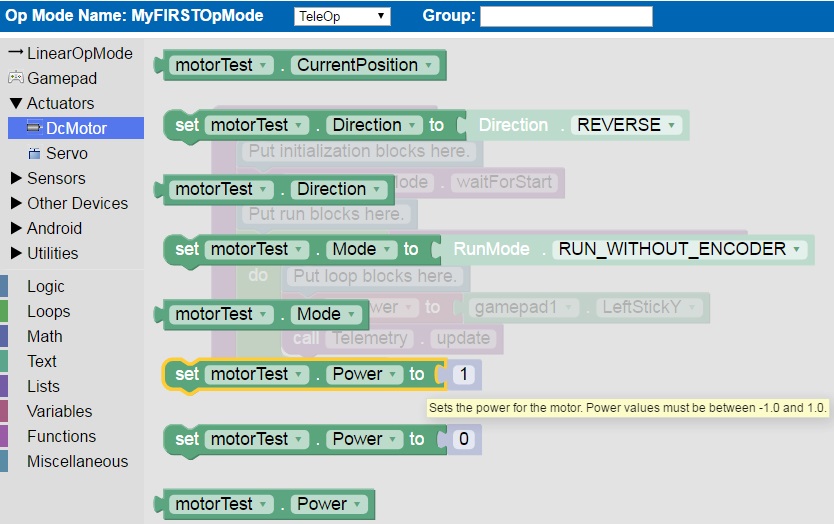 Op Mode Name: MyFIRSTOpMode TeleOp Group:
LinearOpMode
Gamepad
Actuators
DcMotor
Servo
Sensors
Other Devices
Android
Utilities
Logic
Loops
Math
Text
Lists
Variables
Functions
Miscellaneous
motorTest . CurrentPosition
set motorTest . Direction to Direction . REVERSE
Put initialization blocks here.
motorTest . Direction
ode . waitForStart
Put run blocks here.
set motorTest . Mode to RunMode . RUN_WITHOUT_ENCODER
do Put loop blocks here.
motorTest . Mode
wer to gamepad1 . LeftStickY
call Telemetry . update
set motorTest . Power to 1
Sets the power for the motor. Power values must be between -1.0 and 1.0.
set motorTest . Power to 0
motorTest . Power